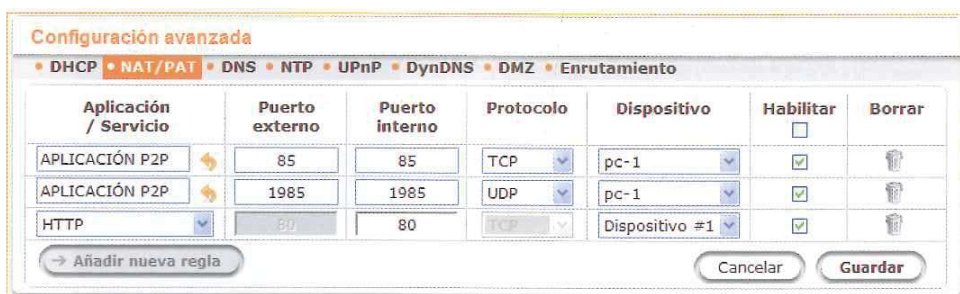 Configuración avanzada
• DHCP • NAT/PAT • DNS • NTP • UPnP • DynDNS • DMZ • Enrutamiento
Aplicación / Servicio Puerto externo Puerto interno Protocolo Dispositivo Habilitar Borrar
APLICACIÓN P2P 85 85 TCP pc-1
APLICACIÓN P2P 1985 1985 UDP pc-1
HTTP 80 80 TCP Dispositivo #1
→ Añadir nueva regla Cancelar Guardar